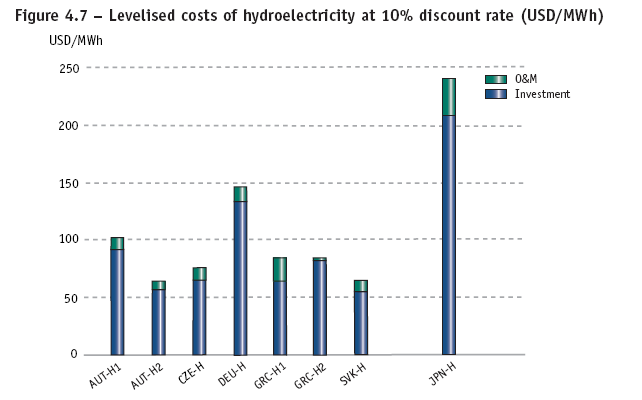 Figure 4.7 – Levelised costs of hydroelectricity at 10% discount rate (USD/MWh)
USD/MWh
250
200
150
100
50
0
O&M
Investment
AUT-H1
AUT-H2
CZE-H
DEU-H
GRC-H1
GRC-H2
SVK-H
JPN-H